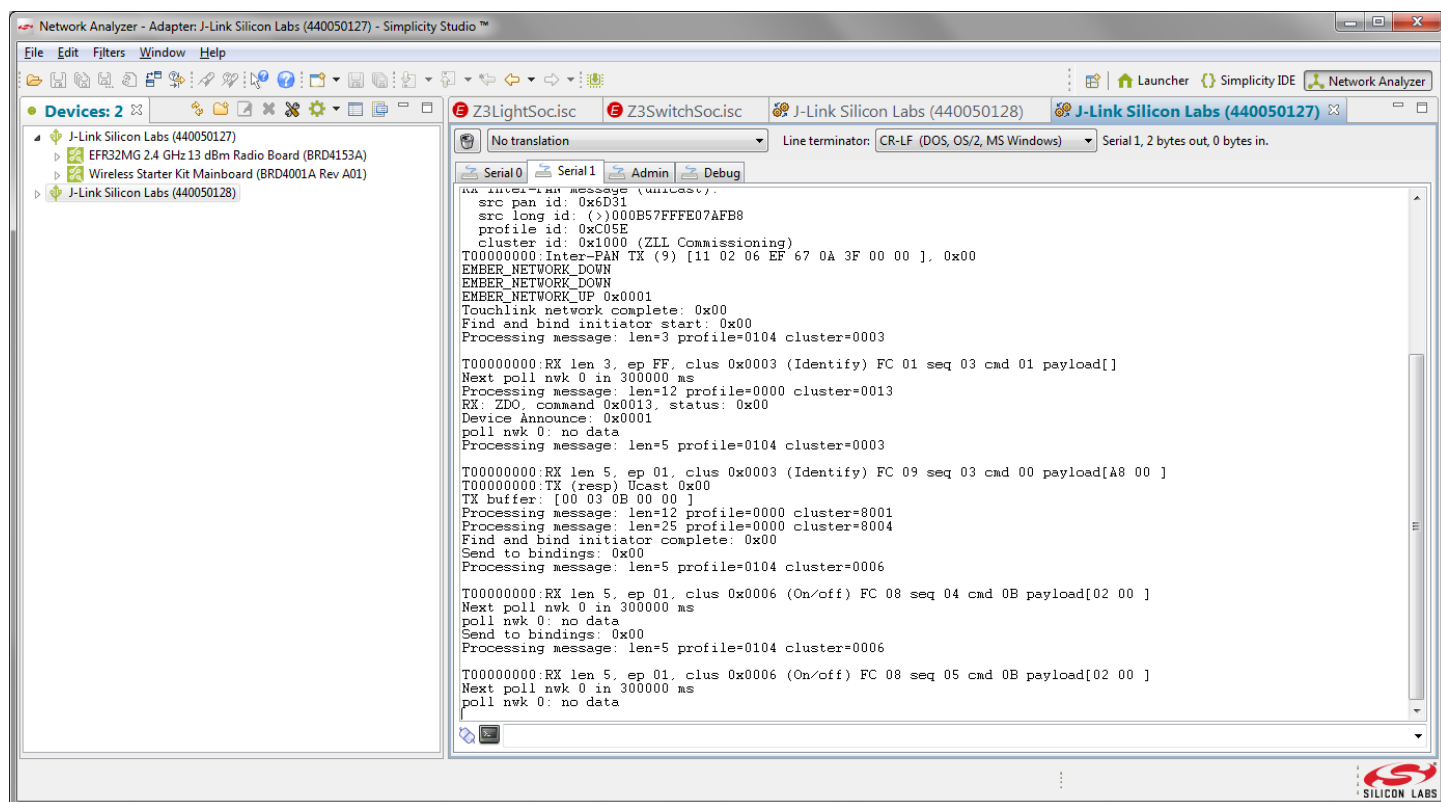 Network Analyzer - Adapter: J-Link Silicon Labs (440050127) - Simplicity Studio ™
File Edit Filters Window Help
Launcher Simplicity IDE Network Analyzer
Devices: 2
J-Link Silicon Labs (440050127)
EFR32MG 2.4 GHz 13 dBm Radio Board (BRD4153A)
Wireless Starter Kit Mainboard (BRD4001A Rev A01)
J-Link Silicon Labs (440050128)
Z3LightSoc.isc Z3SwitchSoc.isc J-Link Silicon Labs (440050128) J-Link Silicon Labs (440050127)
No translation Line terminator: CR-LF (DOS, OS/2, MS Windows) Serial 1, 2 bytes out, 0 bytes in.
Serial 0 Serial 1 Admin Debug
RX inter-PAN message (unicast):
src pan id: 0x6D31
src long id: (>)000B57FFFE07AFB8
profile id: 0xC05E
cluster id: 0x1000 (ZLL Commissioning)
T00000000:Inter-PAN TX (9) [11 02 06 EF 67 0A 3F 00 00 ], 0x00
EMBER_NETWORK_DOWN
EMBER_NETWORK_DOWN
EMBER_NETWORK_UP 0x0001
Touchlink network complete: 0x00
Find and bind initiator start: 0x00
Processing message: len=3 profile=0104 cluster=0003
T00000000:RX len 3, ep FF, clus 0x0003 (Identify) FC 01 seq 03 cmd 01 payload[]
Next poll nwk 0 in 300000 ms
Processing message: len=12 profile=0000 cluster=0013
RX: ZDO, command 0x0013, status: 0x00
Device Announce: 0x0001
poll nwk 0: no data
Processing message: len=5 profile=0104 cluster=0003
T00000000:RX len 5, ep 01, clus 0x0003 (Identify) FC 09 seq 03 cmd 00 payload[A8 00 ]
T00000000:TX (resp) Ucast 0x00
TX buffer: [00 03 0B 00 00 ]
Processing message: len=12 profile=0000 cluster=8001
Processing message: len=25 profile=0000 cluster=8004
Find and bind initiator complete: 0x00
Send to bindings: 0x00
Processing message: len=5 profile=0104 cluster=0006
T00000000:RX len 5, ep 01, clus 0x0006 (On/off) FC 08 seq 04 cmd 0B payload[02 00 ]
Next poll nwk 0 in 300000 ms
poll nwk 0: no data
Send to bindings: 0x00
Processing message: len=5 profile=0104 cluster=0006
T00000000:RX len 5, ep 01, clus 0x0006 (On/off) FC 08 seq 05 cmd 0B payload[02 00 ]
Next poll nwk 0 in 300000 ms
poll nwk 0: no data
SILICON LABS